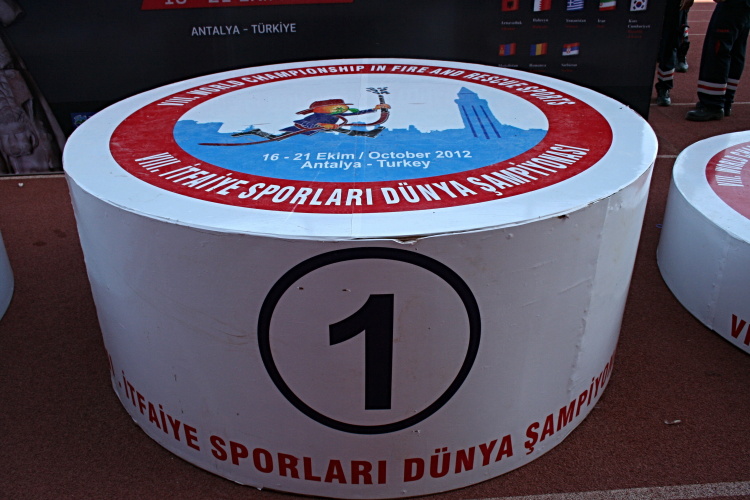 ANTALYA - TÜRKİYE
VIII. WORLD CHAMPIONSHIP IN FIRE AND RESCUE SPORTS
16 - 21 Ekim / October 2012
Antalya - Turkey
VIII. İTFAİYE SPORLARI DÜNYA ŞAMPİYONASI
1
İTFAİYE SPORLARI DÜNYA ŞAMPİYON